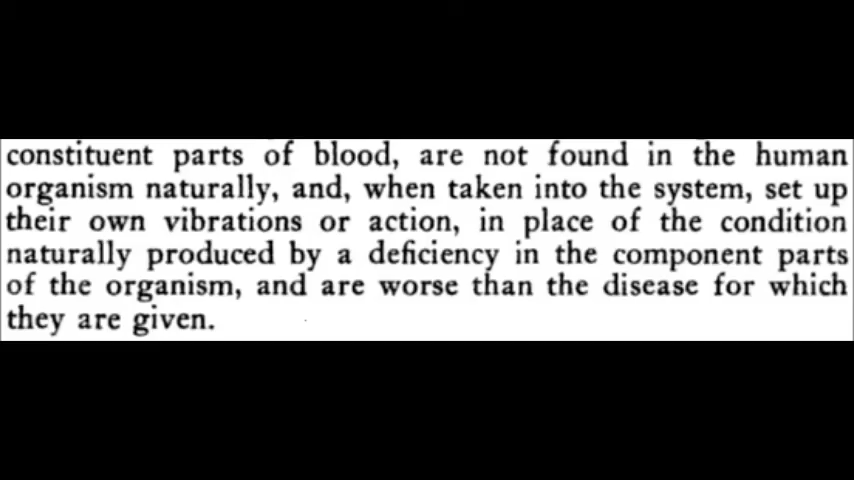 constituent parts of blood, are not found in the human
organism naturally, and, when taken into the system, set up
their own vibrations or action, in place of the condition
naturally produced by a deficiency in the component parts
of the organism, and are worse than the disease for which
they are given.